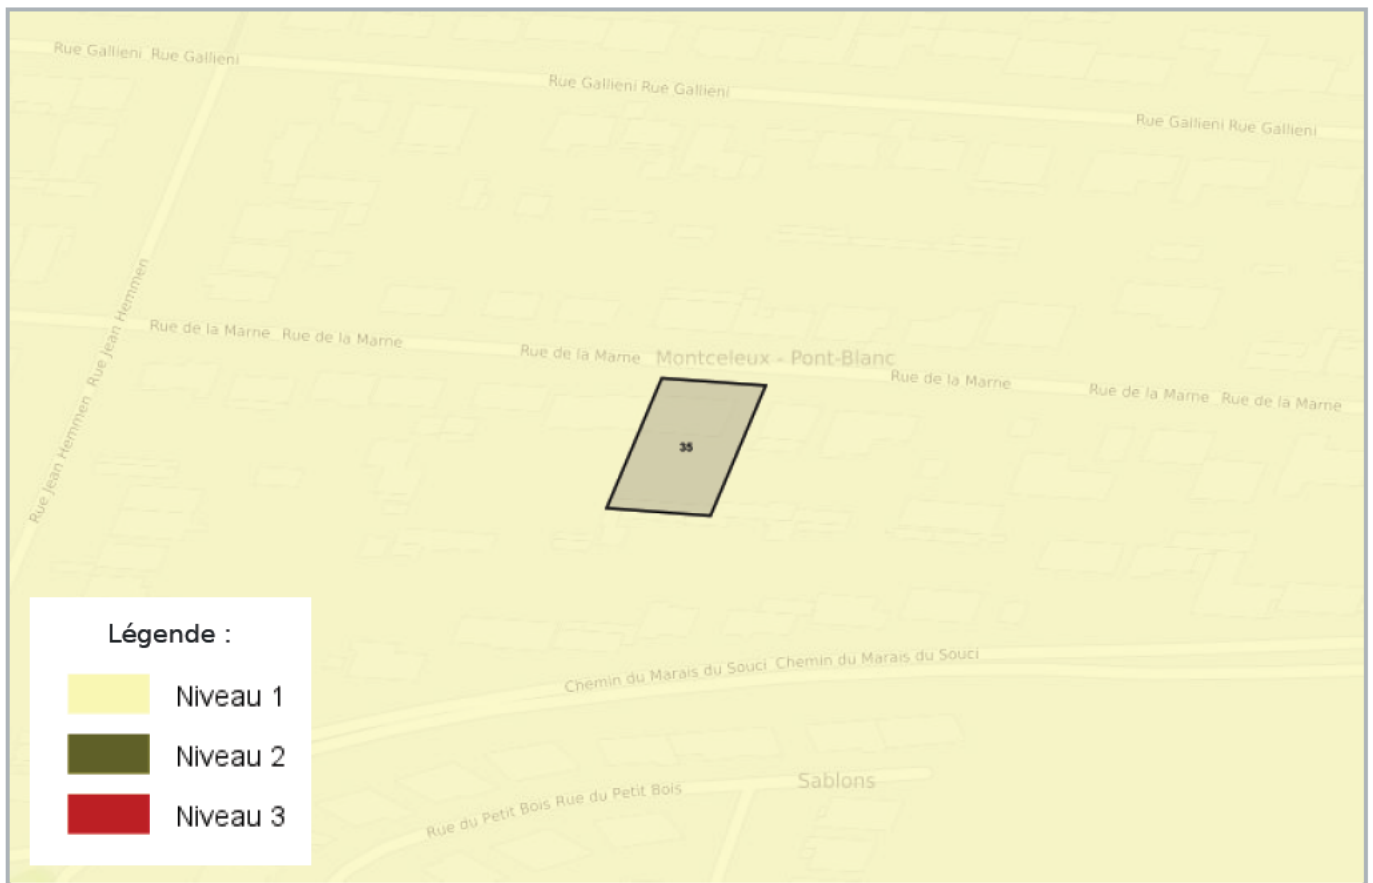 Rue Gallieni Rue Gallieni
Rue Gallieni Rue Gallieni
Rue Gallieni Rue Gallieni
Rue Jean Hemmen Rue Jean Hemmen
Rue de la Marne Rue de la Marne
Rue de la Marne
Montceleux - Pont-Blanc
Rue de la Marne
Rue de la Marne Rue de la Marne
35
Chemin du Marais du Souci Chemin du Marais du Souci
Sablons
Rue du Petit Bois Rue du Petit Bois
Légende :
Niveau 1
Niveau 2
Niveau 3